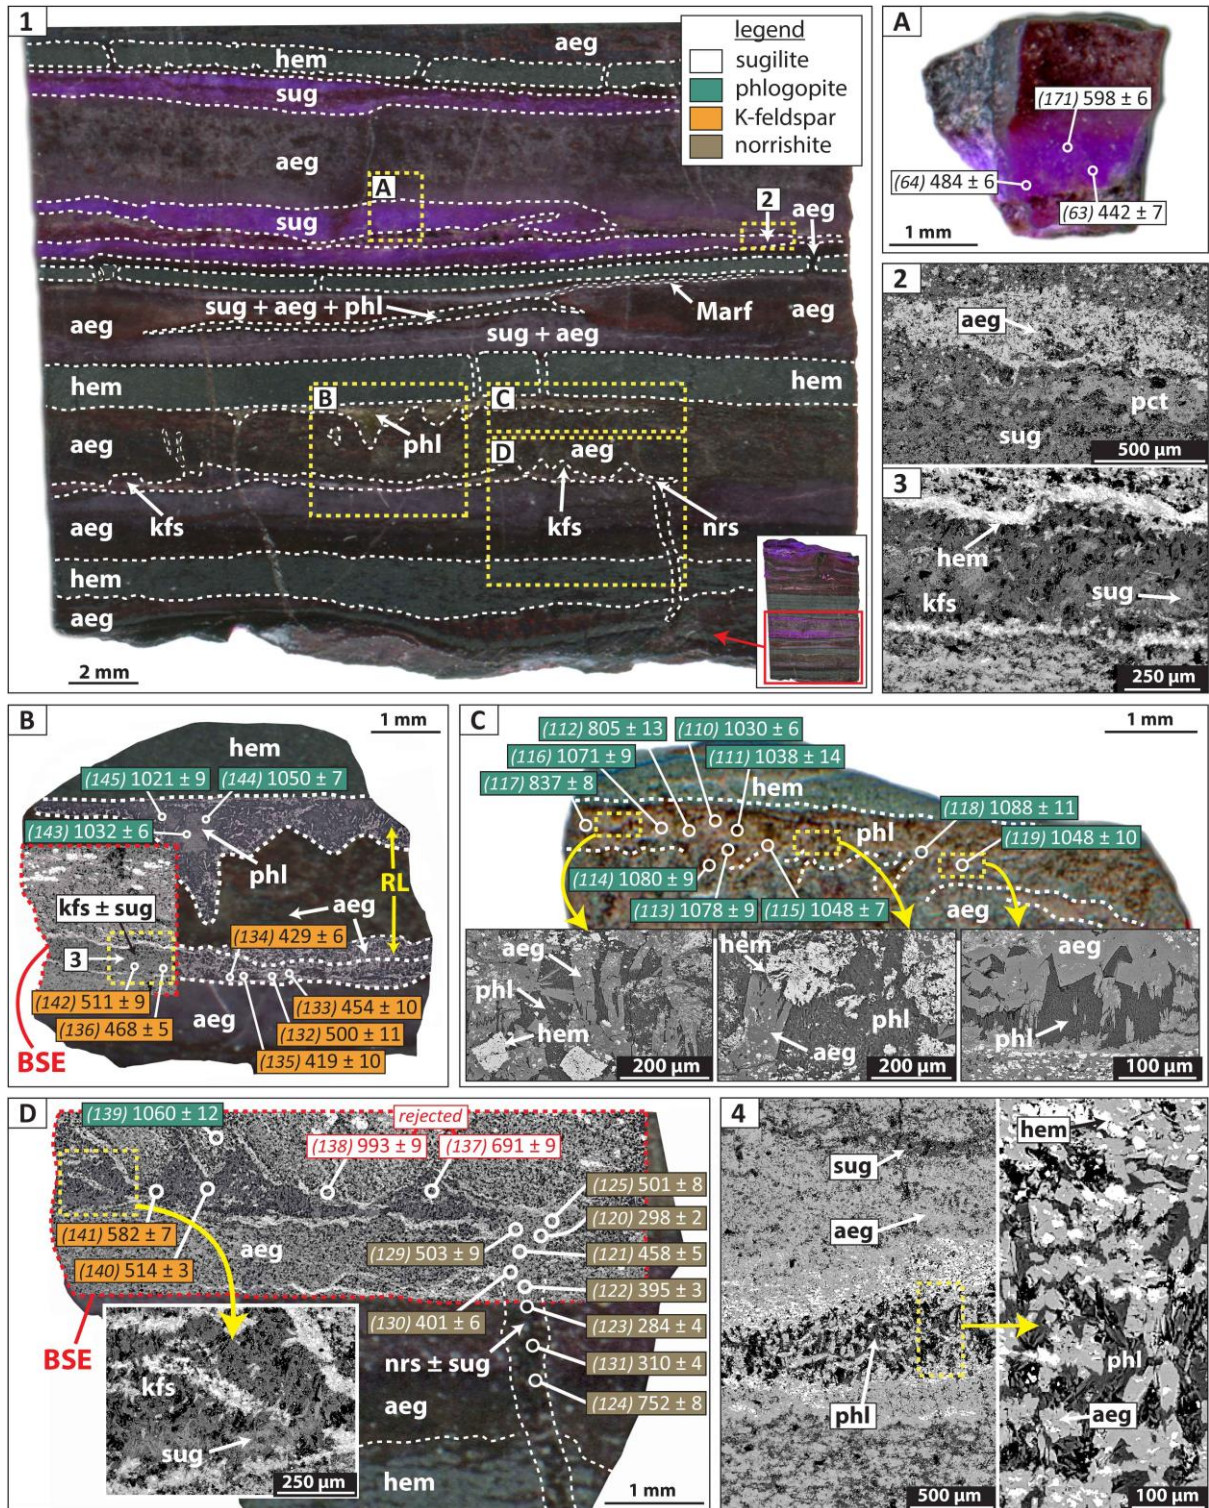 1
aeg
hem
sug
aeg
A
sug
2
aeg
legend
sugilite
phlogopite
K-feldspar
norrishite
sug + aeg + phl
Marf
aeg
aeg
sug + aeg
hem
hem
B
C
phl
aeg
D
aeg
kfs
kfs
nrs
aeg
hem
aeg
2 mm
A
(171) 598 ± 6
(64) 484 ± 6
(63) 442 ± 7
1 mm
2
aeg
pct
sug
500 µm
3
hem
kfs
sug
250 µm
B
1 mm
hem
(145) 1021 ± 9
(144) 1050 ± 7
(143) 1032 ± 6
phl
RL
kfs ± sug
aeg
(134) 429 ± 6
3
(142) 511 ± 9
(133) 454 ± 10
(136) 468 ± 5
aeg
(132) 500 ± 11
(135) 419 ± 10
BSE
C
1 mm
(112) 805 ± 13
(110) 1030 ± 6
(116) 1071 ± 9
(111) 1038 ± 14
(117) 837 ± 8
hem
(118) 1088 ± 11
phl
(119) 1048 ± 10
(114) 1080 ± 9
(113) 1078 ± 9
(115) 1048 ± 7
aeg
aeg
phl
hem
200 µm
hem
phl
aeg
200 µm
aeg
phl
100 µm
D
(139) 1060 ± 12
rejected
(138) 993 ± 9
(137) 691 ± 9
(125) 501 ± 8
(120) 298 ± 2
(141) 582 ± 7
aeg
(129) 503 ± 9
(121) 458 ± 5
(140) 514 ± 3
(122) 395 ± 3
(130) 401 ± 6
(123) 284 ± 4
BSE
nrs ± sug
(131) 310 ± 4
kfs
(124) 752 ± 8
aeg
sug
hem
250 µm
1 mm
4
sug
aeg
phl
500 µm
hem
phl
aeg
100 µm